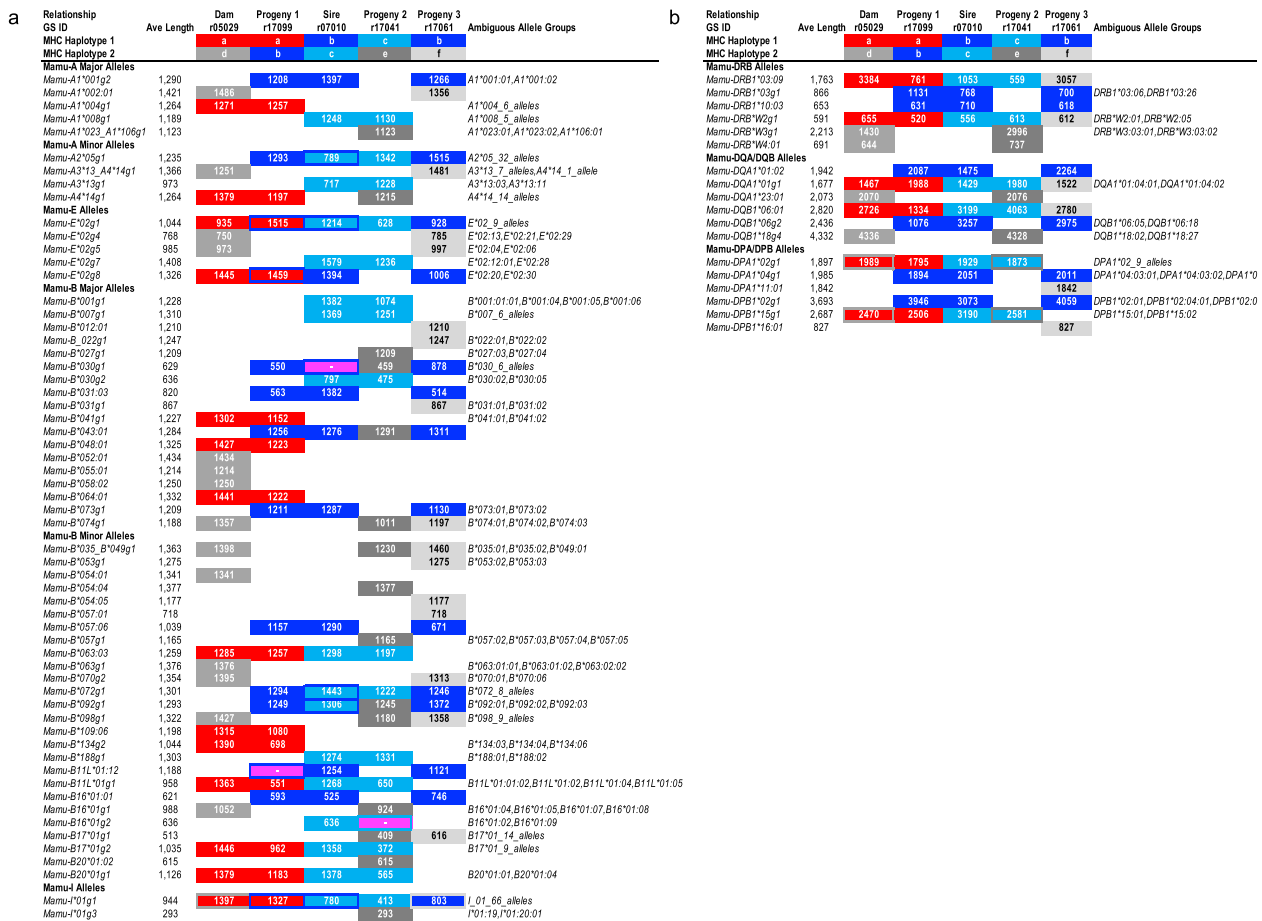 a
Relationship Dam Progeny 1 Sire Progeny 2 Progeny 3
GS ID Ave Length r05029 r17099 r07010 r17041 r17061 Ambiguous Allele Groups
MHC Haplotype 1 a a b c b
MHC Haplotype 2 d b c e f
Mamu-A Major Alleles
Mamu-A1*001g2 1,290 1208 1397 1266 A1*001:01,A1*001:02
Mamu-A1*002:01 1,421 1486 1356
Mamu-A1*004g1 1,264 1271 1257 A1*004_6_alleles
Mamu-A1*008g1 1,189 1248 1130 A1*008_5_alleles
Mamu-A1*023_A1*106g1 1,123 1123 A1*023:01,A1*023:02,A1*106:01
Mamu-A Minor Alleles
Mamu-A2*05g1 1,235 1293 789 1342 1515 A2*05_32_alleles
Mamu-A3*13_A4*14g1 1,366 1251 1481 A3*13_7_alleles,A4*14_1_allele
Mamu-A3*13g1 973 717 1228 A3*13:03,A3*13:11
Mamu-A4*14g1 1,264 1379 1197 1215 A4*14_14_alleles
Mamu-E Alleles
Mamu-E*02g1 1,044 935 1515 1214 628 928 E*02_9_alleles
Mamu-E*02g4 768 750 785 E*02:13,E*02:21,E*02:29
Mamu-E*02g5 985 973 997 E*02:04,E*02:06
Mamu-E*02g7 1,408 1579 1236 E*02:12:01,E*02:28
Mamu-E*02g8 1,326 1445 1459 1394 1006 E*02:20,E*02:30
Mamu-B Major Alleles
Mamu-B*001g1 1,228 1382 1074 B*001:01:01,B*001:04,B*001:05,B*001:06
Mamu-B*007g1 1,310 1369 1251 B*007_6_alleles
Mamu-B*012:01 1,210 1210
Mamu-B_022g1 1,247 1247 B*022:01,B*022:02
Mamu-B*027g1 1,209 1209 B*027:03,B*027:04
Mamu-B*030g1 629 550 - 459 878 B*030_6_alleles
Mamu-B*030g2 636 797 475 B*030:02,B*030:05
Mamu-B*031:03 820 563 1382 514
Mamu-B*031g1 867 867 B*031:01,B*031:02
Mamu-B*041g1 1,227 1302 1152 B*041:01,B*041:02
Mamu-B*043:01 1,284 1256 1276 1291 1311
Mamu-B*048:01 1,325 1427 1223
Mamu-B*052:01 1,434 1434
Mamu-B*055:01 1,214 1214
Mamu-B*058:02 1,250 1250
Mamu-B*064:01 1,332 1441 1222
Mamu-B*073g1 1,209 1211 1287 1130 B*073:01,B*073:02
Mamu-B*074g1 1,188 1357 1011 1197 B*074:01,B*074:02,B*074:03
Mamu-B Minor Alleles
Mamu-B*035_B*049g1 1,363 1398 1230 1460 B*035:01,B*035:02,B*049:01
Mamu-B*053g1 1,275 1275 B*053:02,B*053:03
Mamu-B*054:01 1,341 1341
Mamu-B*054:04 1,377 1377
Mamu-B*054:05 1,177 1177
Mamu-B*057:01 718 718
Mamu-B*057:06 1,039 1157 1290 671
Mamu-B*057g1 1,165 1165 B*057:02,B*057:03,B*057:04,B*057:05
Mamu-B*063:03 1,259 1285 1257 1298 1197
Mamu-B*063g1 1,376 1376 B*063:01:01,B*063:01:02,B*063:02:02
Mamu-B*070g2 1,354 1395 1313 B*070:01,B*070:06
Mamu-B*072g1 1,301 1294 1443 1222 1246 B*072_8_alleles
Mamu-B*092g1 1,293 1249 1306 1245 1372 B*092:01,B*092:02,B*092:03
Mamu-B*098g1 1,322 1427 1180 1358 B*098_9_alleles
Mamu-B*109:06 1,198 1315 1080
Mamu-B*134g2 1,044 1390 698 B*134:03,B*134:04,B*134:06
Mamu-B*188g1 1,303 1274 1331 B*188:01,B*188:02
Mamu-B11L*01:12 1,188 - 1254 1121
Mamu-B11L*01g1 958 1363 551 1268 650 B11L*01:01:02,B11L*01:02,B11L*01:04,B11L*01:05
Mamu-B16*01:01 621 593 525 746
Mamu-B16*01g1 988 1052 924 B16*01:04,B16*01:05,B16*01:07,B16*01:08
Mamu-B16*01g2 636 636 - B16*01:02,B16*01:09
Mamu-B17*01g1 513 409 616 B17*01_14_alleles
Mamu-B17*01g2 1,035 1446 962 1358 372 B17*01_9_alleles
Mamu-B20*01:02 615 615
Mamu-B20*01g1 1,126 1379 1183 1378 565 B20*01:01,B20*01:04
Mamu-I Alleles
Mamu-I*01g1 944 1397 1327 780 413 803 I_01_66_alleles
Mamu-I*01g3 293 293 I*01:19,I*01:20:01
b
Relationship Dam Progeny 1 Sire Progeny 2 Progeny 3
GS ID Ave Length r05029 r17099 r07010 r17041 r17061 Ambiguous Allele Groups
MHC Haplotype 1 a a b c b
MHC Haplotype 2 d b c e f
Mamu-DRB Alleles
Mamu-DRB1*03:09 1,763 3384 761 1053 559 3057
Mamu-DRB1*03g1 866 1131 768 700 DRB1*03:06,DRB1*03:26
Mamu-DRB1*10:03 653 631 710 618
Mamu-DRB*W2g1 591 655 520 556 613 612 DRB*W2:01,DRB*W2:05
Mamu-DRB*W3g1 2,213 1430 2996 DRB*W3:03:01,DRB*W3:03:02
Mamu-DRB*W4:01 691 644 737
Mamu-DQA/DQB Alleles
Mamu-DQA1*01:02 1,942 2087 1475 2264
Mamu-DQA1*01g1 1,677 1467 1988 1429 1980 1522 DQA1*01:04:01,DQA1*01:04:02
Mamu-DQA1*23:01 2,073 2070 2076
Mamu-DQB1*06:01 2,820 2726 1334 3199 4063 2780
Mamu-DQB1*06g2 2,436 1076 3257 2975 DQB1*06:05,DQB1*06:18
Mamu-DQB1*18g4 4,332 4336 4328 DQB1*18:02,DQB1*18:27
Mamu-DPA/DPB Alleles
Mamu-DPA1*02g1 1,897 1989 1795 1929 1873 DPA1*02_9_alleles
Mamu-DPA1*04g1 1,985 1894 2051 2011 DPA1*04:03:01,DPA1*04:03:02,DPA1*0
Mamu-DPA1*11:01 1,842 1842
Mamu-DPB1*02g1 3,693 3946 3073 4059 DPB1*02:01,DPB1*02:04:01,DPB1*02:0
Mamu-DPB1*15g1 2,687 2470 2506 3190 2581 DPB1*15:01,DPB1*15:02
Mamu-DPB1*16:01 827 827